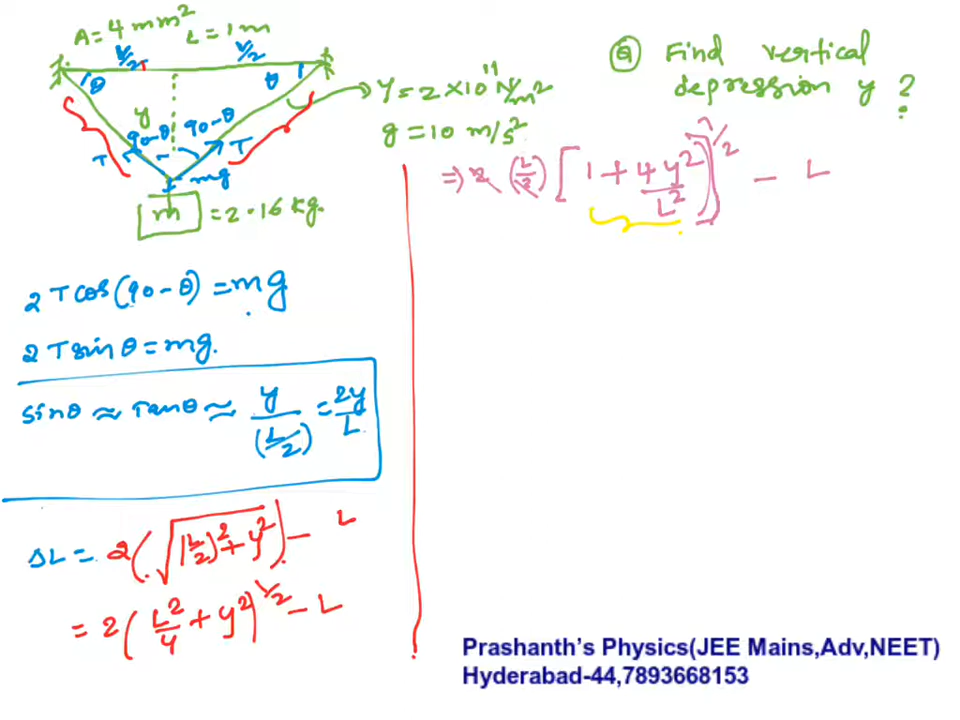 A = 4 mm² L = 1 m
L/2 L/2
θ θ
y
90-θ 90-θ
T T
mg
m = 2.16 kg.
Y = 2 × 10¹¹ N/m²
g = 10 m/s²
Q Find vertical
depression y ?
⇒ 2 (L/2) [1 + 4y²/L²)]^1/2 - L
2 T cos(90 - θ) = mg
2 T sin θ = mg.
sin θ ≈ Tan θ ≈ y/(L/2) = 2y/L
ΔL = 2(√((L/2)² + y²)) - L
= 2(L²/4 + y²)^1/2 - L
Prashanth's Physics(JEE Mains,Adv,NEET)
Hyderabad-44,7893668153